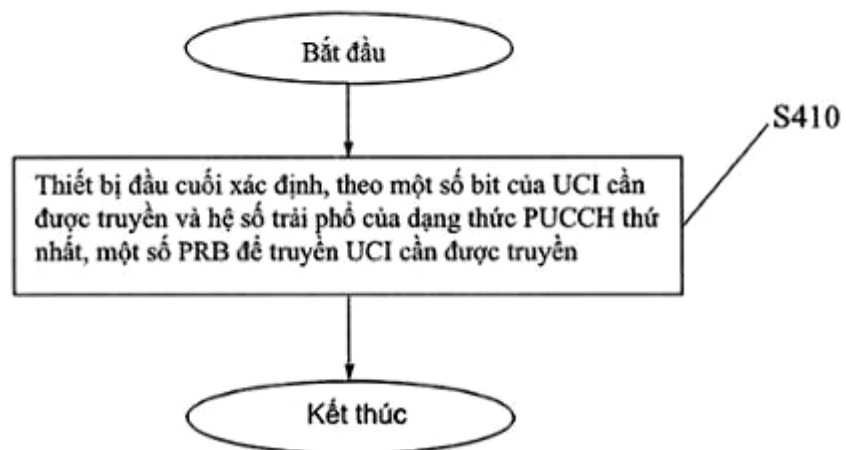 Bắt đầu
S410
Thiết bị đầu cuối xác định, theo một số bit của UCI cần
được truyền và hệ số trải phổ của dạng thức PUCCH thứ
nhất, một số PRB để truyền UCI cần được truyền
Kết thúc